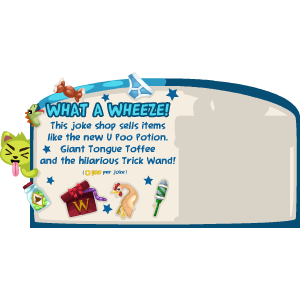 WHAT A WHEEZE!
This joke shop sells items
like the new U Poo Potion.
Giant Tongue Toffee
and the hilarious Trick Wand!
per joke)
W